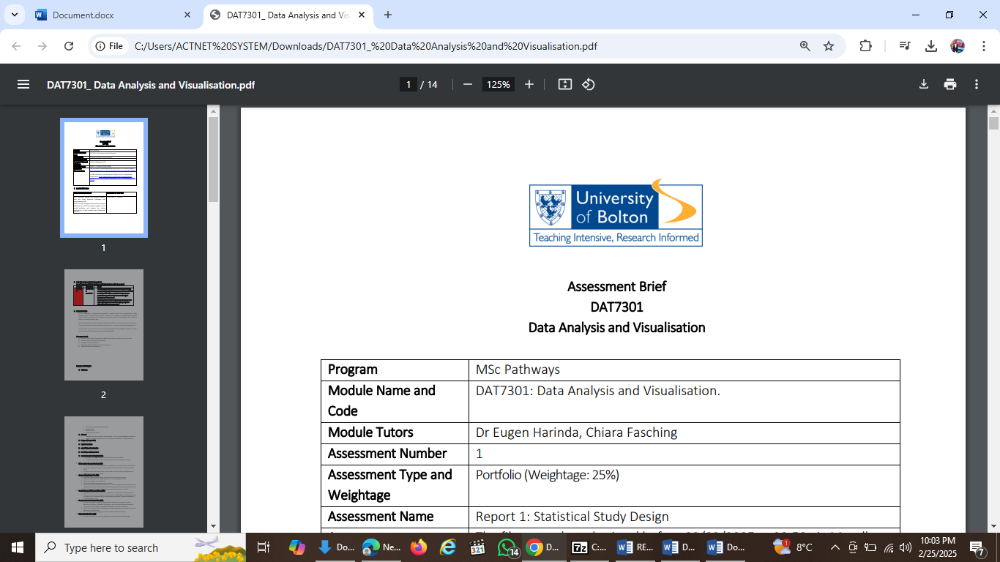 Document.docx
DAT7301_ Data Analysis and Vis
File
C:/Users/ACTNET%20SYSTEM/Downloads/DAT7301_%20Data%20Analysis%20and%20Visualisation.pdf
DAT7301_ Data Analysis and Visualisation.pdf
1 / 14
125%
1
2
University
of Bolton
Teaching Intensive, Research Informed
Assessment Brief
DAT7301
Data Analysis and Visualisation
Program MSc Pathways
Module Name and DAT7301: Data Analysis and Visualisation.
Code
Module Tutors Dr Eugen Harinda, Chiara Fasching
Assessment Number 1
Assessment Type and Portfolio (Weightage: 25%)
Weightage
Assessment Name Report 1: Statistical Study Design
Type here to search
Do...
Ne...
321
14
D...
7z
C:...
RE...
D...
Do...
1
8°C
10:03 PM
2/25/2025
7